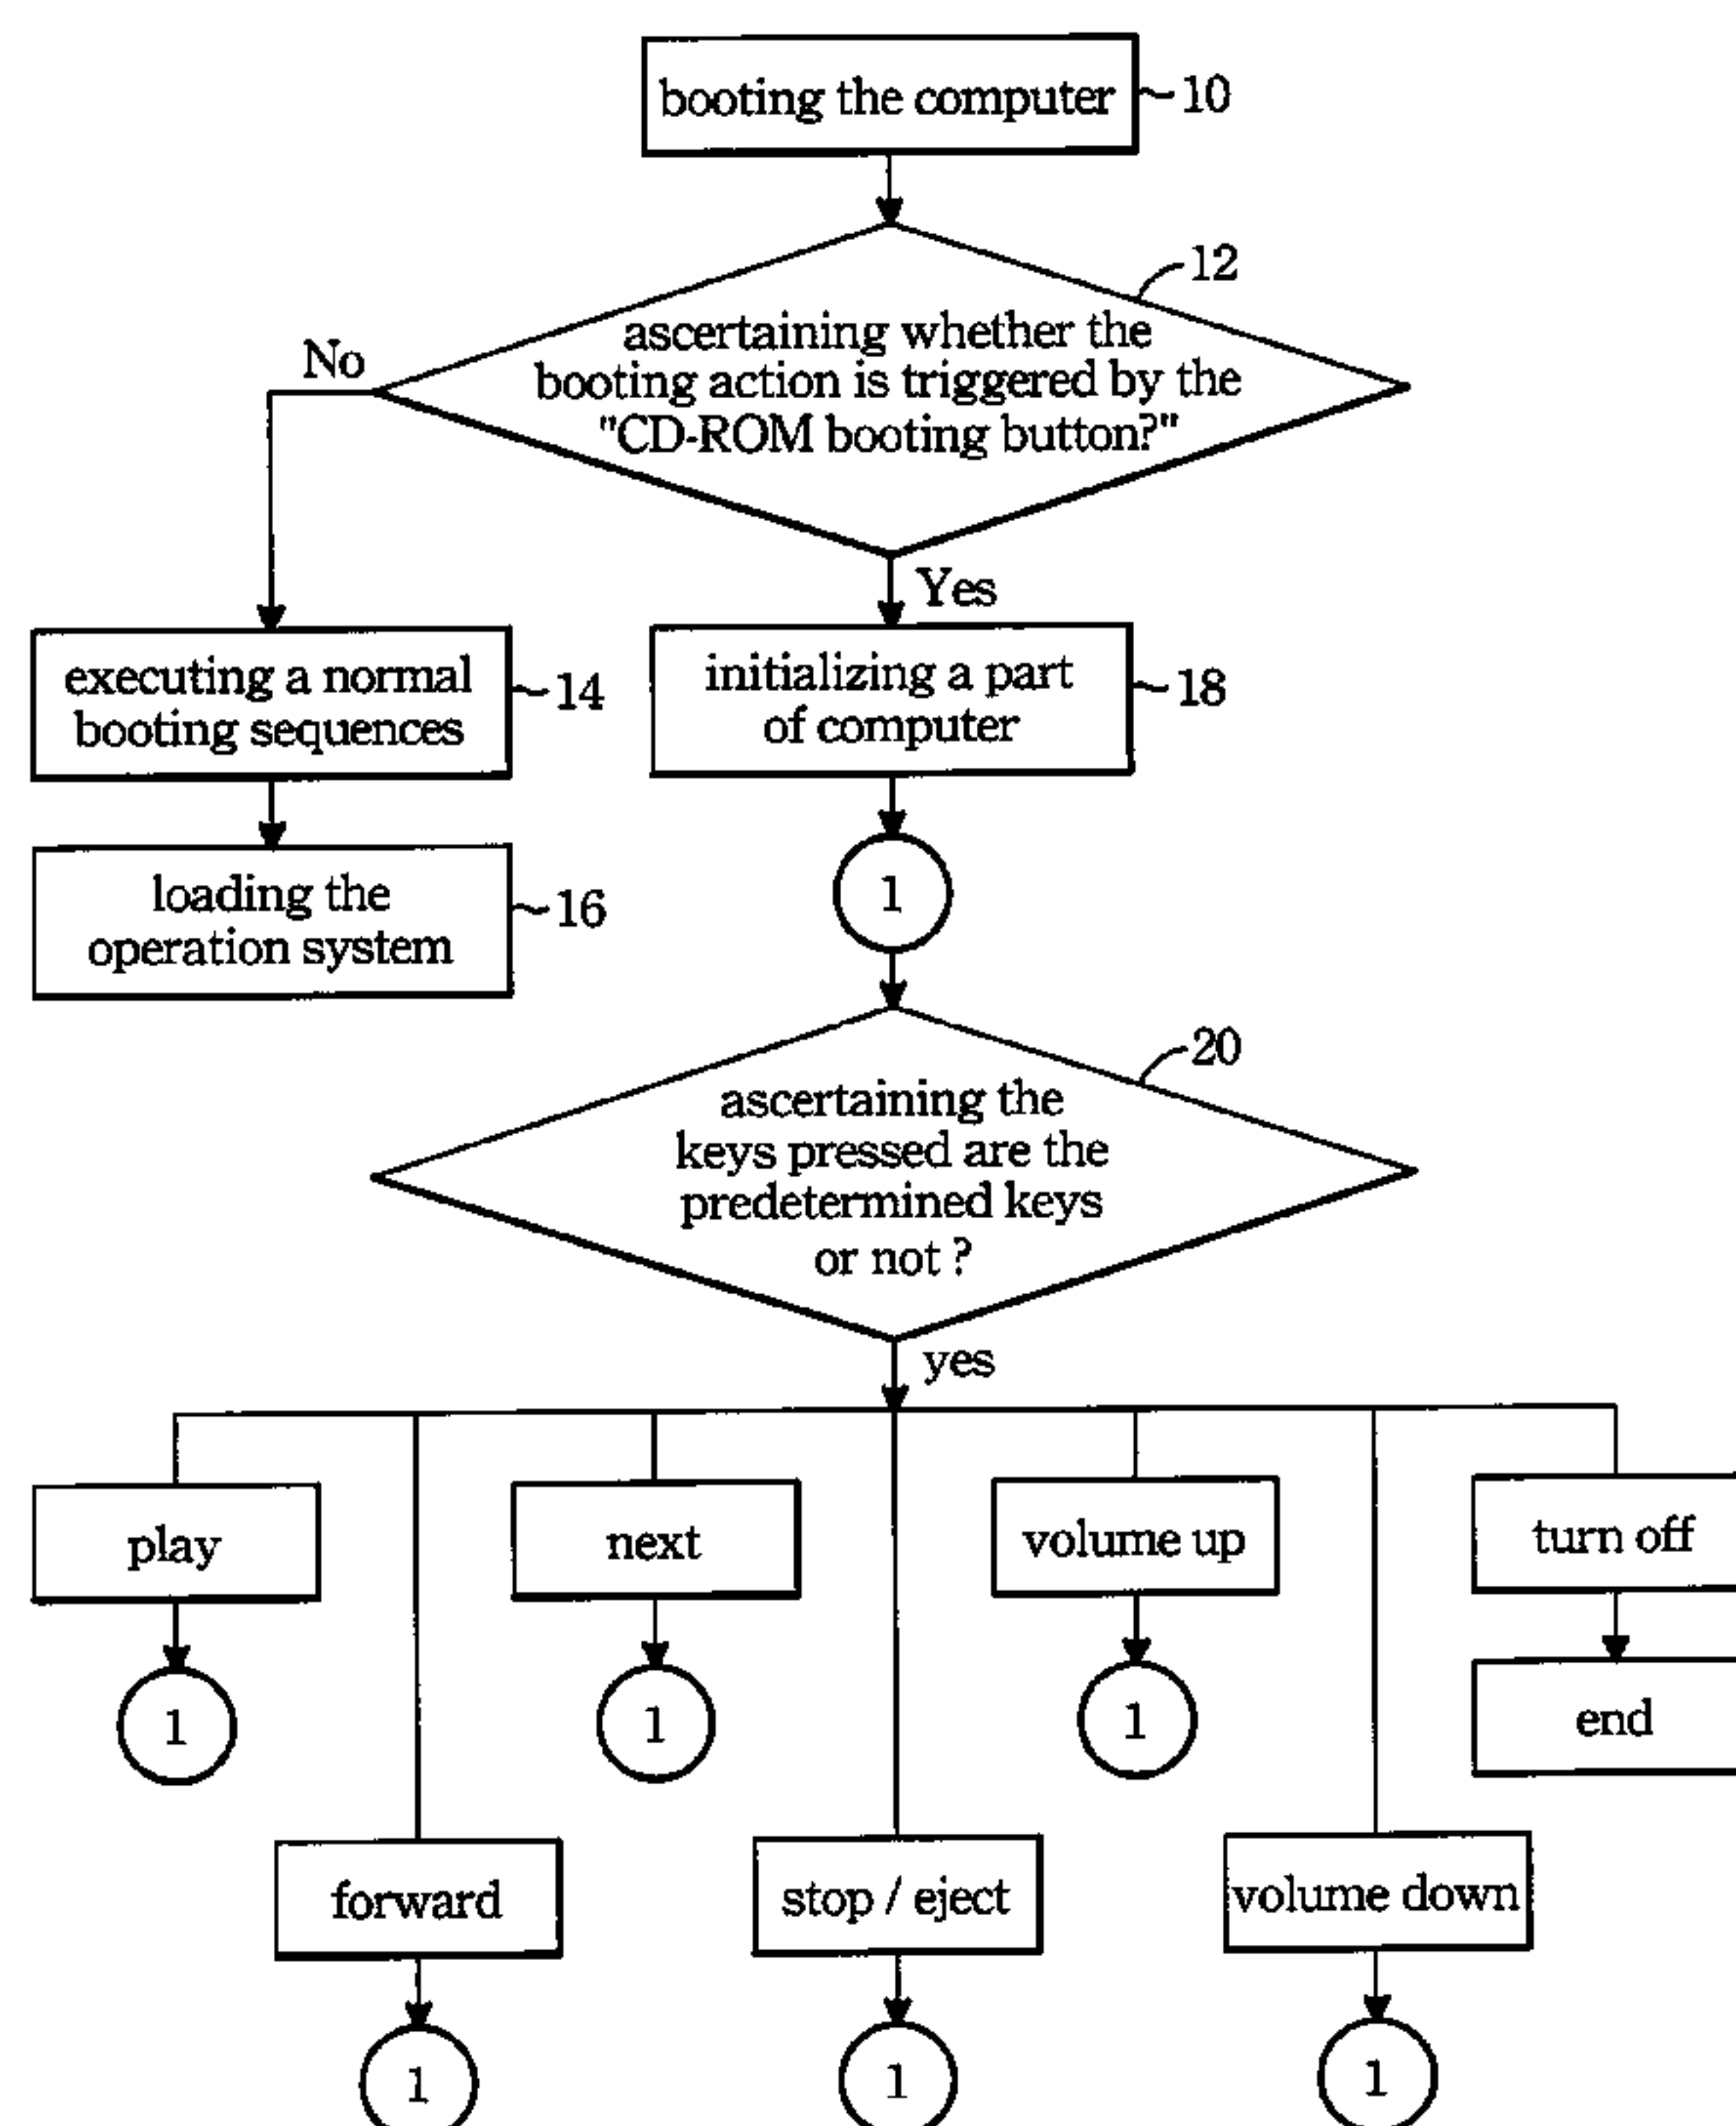 booting the computer
10
12
ascertaining whether the
booting action is triggered by the
"CD-ROM booting button?"
No
Yes
executing a normal
booting sequences
14
initializing a part
of computer
18
1
loading the
operation system
16
20
ascertaining the
keys pressed are the
predetermined keys
or not ?
yes
play
next
volume up
turn off
1
1
1
end
forward
stop / eject
volume down
1
1
1